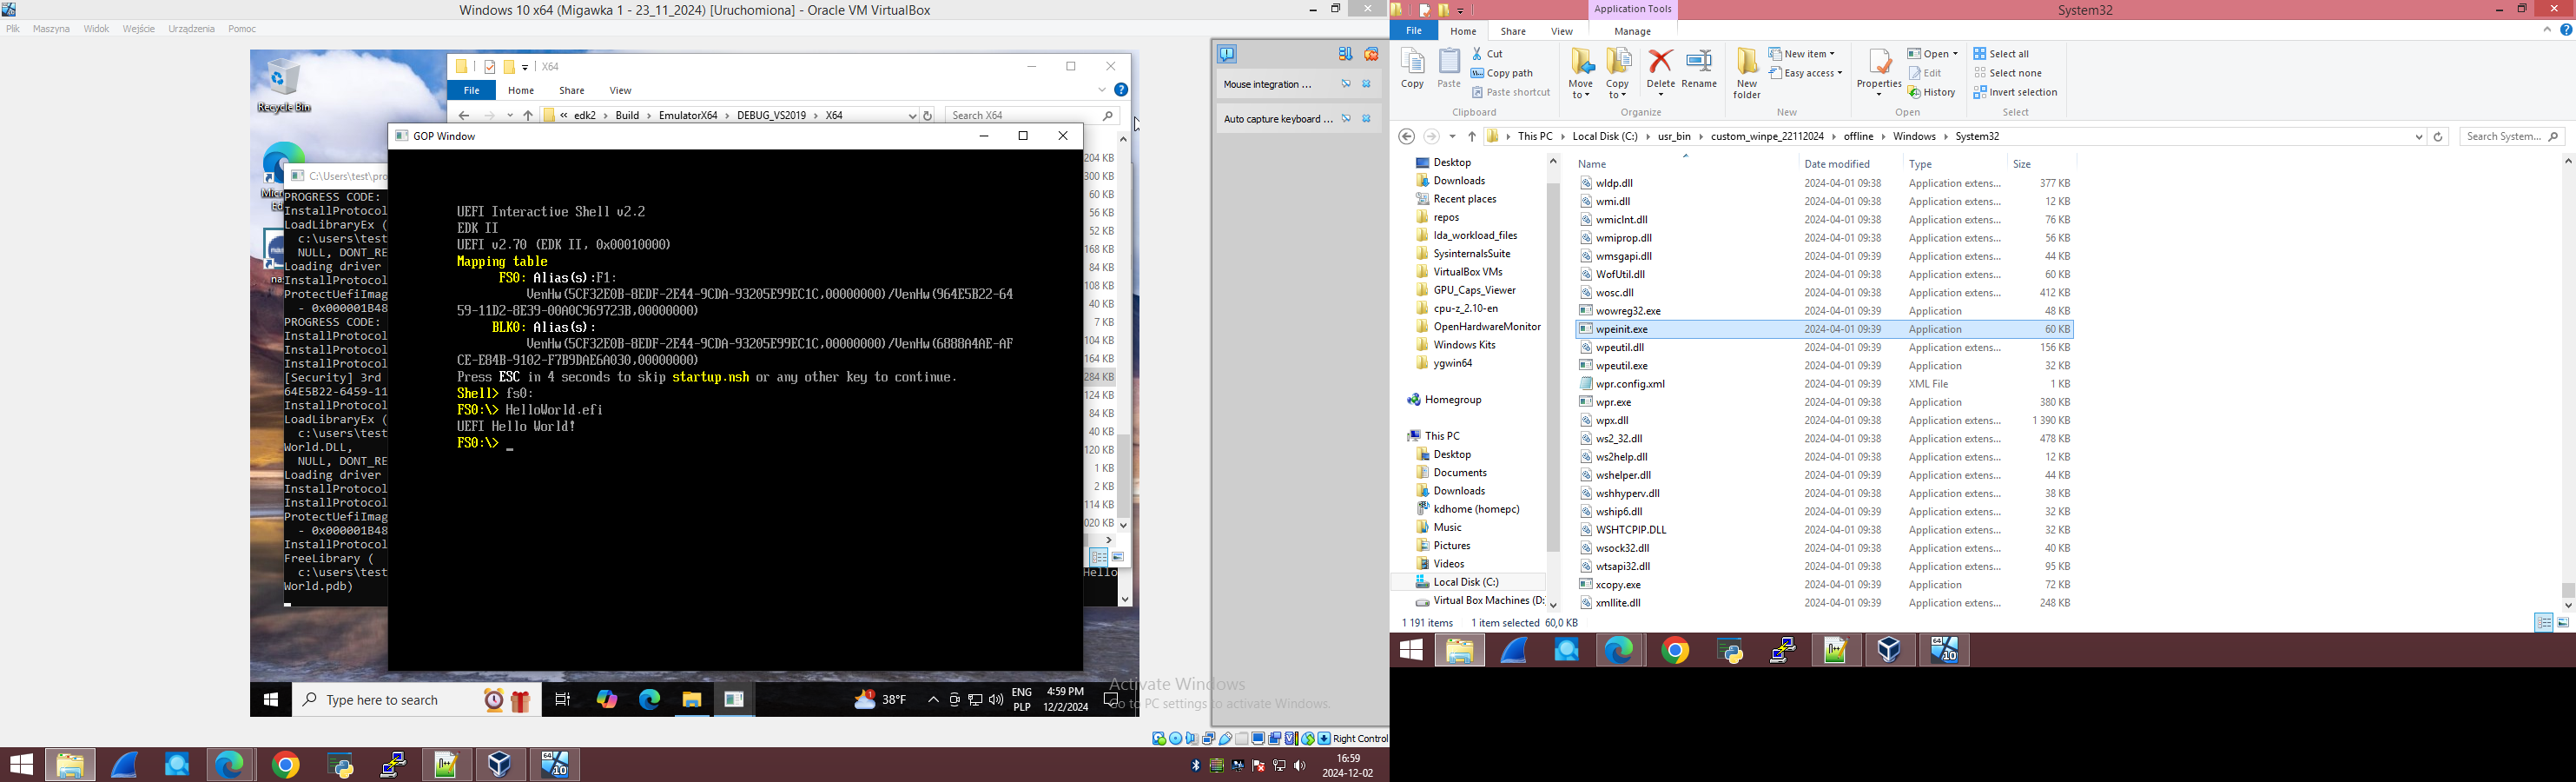 Windows 10 x64 (Migawka 1 - 23_11_2024) [Uruchomiona] - Oracle VM VirtualBox
Plik Maszyna Widok Wejście Urządzenia Pomoc
Recycle Bin
X64
File Home Share View
« edk2 › Build › EmulatorX64 › DEBUG_VS2019 › X64
Search X64
GOP Window
C:\Users\test\pro
PROGRESS CODE:
InstallProtocol
LoadLibraryEx (
c:\users\test
NULL, DONT_RE
Loading driver
InstallProtocol
ProtectUefiImag
- 0x000001B48
PROGRESS CODE:
InstallProtocol
InstallProtocol
InstallProtocol
[Security] 3rd
64E5B22-6459-11
InstallProtocol
LoadLibraryEx (
c:\users\test
World.DLL,
NULL, DONT_RE
Loading driver
InstallProtocol
InstallProtocol
ProtectUefiImag
- 0x000001B48
InstallProtocol
FreeLibrary (
c:\users\test
Hello
World.pdb)
UEFI Interactive Shell v2.2
EDK II
UEFI v2.70 (EDK II, 0x00010000)
Mapping table
FS0: Alias(s):F1:
VenHw(5CF32E0B-8EDF-2E44-9CDA-93205E99EC1C,00000000)/VenHw(964E5B22-64
59-11D2-8E39-00A0C969723B,00000000)
BLK0: Alias(s):
VenHw(5CF32E0B-8EDF-2E44-9CDA-93205E99EC1C,00000000)/VenHw(6888A4AE-AF
CE-E84B-9102-F7B9DAE6A030,00000000)
Press ESC in 4 seconds to skip startup.nsh or any other key to continue.
Shell> fs0:
FS0:\> HelloWorld.efi
UEFI Hello World!
FS0:\> _
204 KB
300 KB
60 KB
56 KB
52 KB
168 KB
84 KB
108 KB
40 KB
7 KB
104 KB
164 KB
284 KB
124 KB
84 KB
40 KB
120 KB
1 KB
2 KB
114 KB
020 KB
Type here to search
38°F
ENG
PLP
4:59 PM
12/2/2024
Mouse integration ...
Auto capture keyboard ...
Activate Windows
Go to PC settings to activate Windows.
Right Control
16:59
2024-12-02
Application Tools
System32
File Home Share View Manage
Copy
Paste
Cut
Copy path
Paste shortcut
Clipboard
Move to
Copy to
Delete
Rename
Organize
New folder
New item
Easy access
New
Properties
Open
Edit
History
Open
Select all
Select none
Invert selection
Select
This PC › Local Disk (C:) › usr_bin › custom_winpe_22112024 › offline › Windows › System32
Search System...
Desktop
Downloads
Recent places
repos
lda_workload_files
SysinternalsSuite
VirtualBox VMs
GPU_Caps_Viewer
cpu-z_2.10-en
OpenHardwareMonitor
Windows Kits
ygwin64
Homegroup
This PC
Desktop
Documents
Downloads
kdhome (homepc)
Music
Pictures
Videos
Local Disk (C:)
Virtual Box Machines (D:
Name Date modified Type Size
wldp.dll 2024-04-01 09:38 Application extens... 377 KB
wmi.dll 2024-04-01 09:38 Application extens... 12 KB
wmiclnt.dll 2024-04-01 09:38 Application extens... 76 KB
wmiprop.dll 2024-04-01 09:38 Application extens... 56 KB
wmsgapi.dll 2024-04-01 09:38 Application extens... 44 KB
WofUtil.dll 2024-04-01 09:38 Application extens... 60 KB
wosc.dll 2024-04-01 09:38 Application extens... 412 KB
wowreg32.exe 2024-04-01 09:39 Application 48 KB
wpeinit.exe 2024-04-01 09:39 Application 60 KB
wpeutil.dll 2024-04-01 09:39 Application extens... 156 KB
wpeutil.exe 2024-04-01 09:39 Application 32 KB
wpr.config.xml 2024-04-01 09:39 XML File 1 KB
wpr.exe 2024-04-01 09:39 Application 380 KB
wpx.dll 2024-04-01 09:39 Application extens... 1 390 KB
ws2_32.dll 2024-04-01 09:38 Application extens... 478 KB
ws2help.dll 2024-04-01 09:38 Application extens... 12 KB
wshelper.dll 2024-04-01 09:39 Application extens... 44 KB
wshhyperv.dll 2024-04-01 09:38 Application extens... 38 KB
wship6.dll 2024-04-01 09:39 Application extens... 32 KB
WSHTCPIP.DLL 2024-04-01 09:38 Application extens... 32 KB
wsock32.dll 2024-04-01 09:38 Application extens... 40 KB
wtsapi32.dll 2024-04-01 09:38 Application extens... 95 KB
xcopy.exe 2024-04-01 09:39 Application 72 KB
xmllite.dll 2024-04-01 09:39 Application extens... 248 KB
1 191 items 1 item selected 60,0 KB